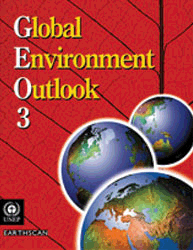 Global
Environment
Outlook
3
UNEP
EARTHSCAN